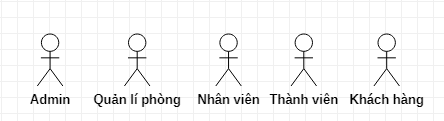 Admin
Quản lí phòng
Nhân viên
Thành viên
Khách hàng